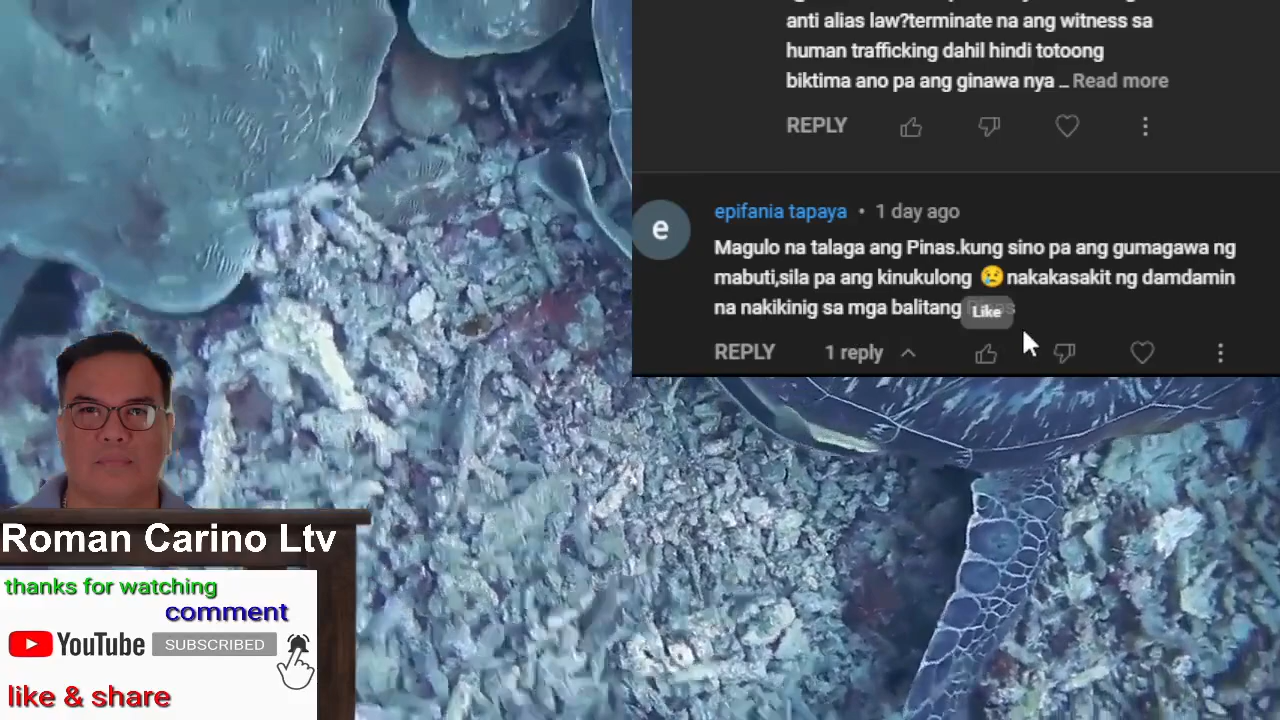 anti alias law?terminate na ang witness sa
human trafficking dahil hindi totoong
biktima ano pa ang ginawa nya ... Read more
REPLY
e
epifania tapaya • 1 day ago
Magulo na talaga ang Pinas.kung sino pa ang gumagawa ng
mabuti,sila pa ang kinukulong 😢nakakasakit ng damdamin
na nakikinig sa mga balitang
Like
REPLY 1 reply
Roman Carino Ltv
thanks for watching
comment
YouTube SUBSCRIBED
like & share